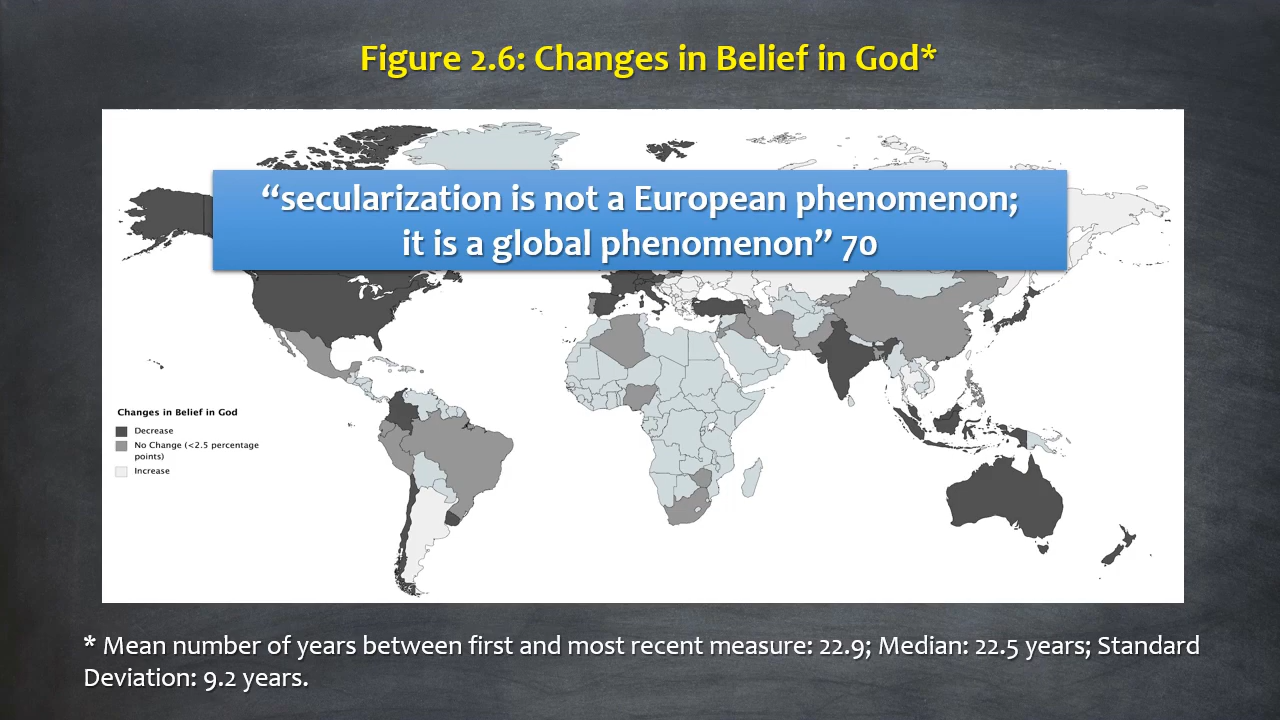 Figure 2.6: Changes in Belief in God*
“secularization is not a European phenomenon;
it is a global phenomenon” 70
Changes in Belief in God
Decrease
No Change (<2.5 percentage
points)
Increase
* Mean number of years between first and most recent measure: 22.9; Median: 22.5 years; Standard
Deviation: 9.2 years.